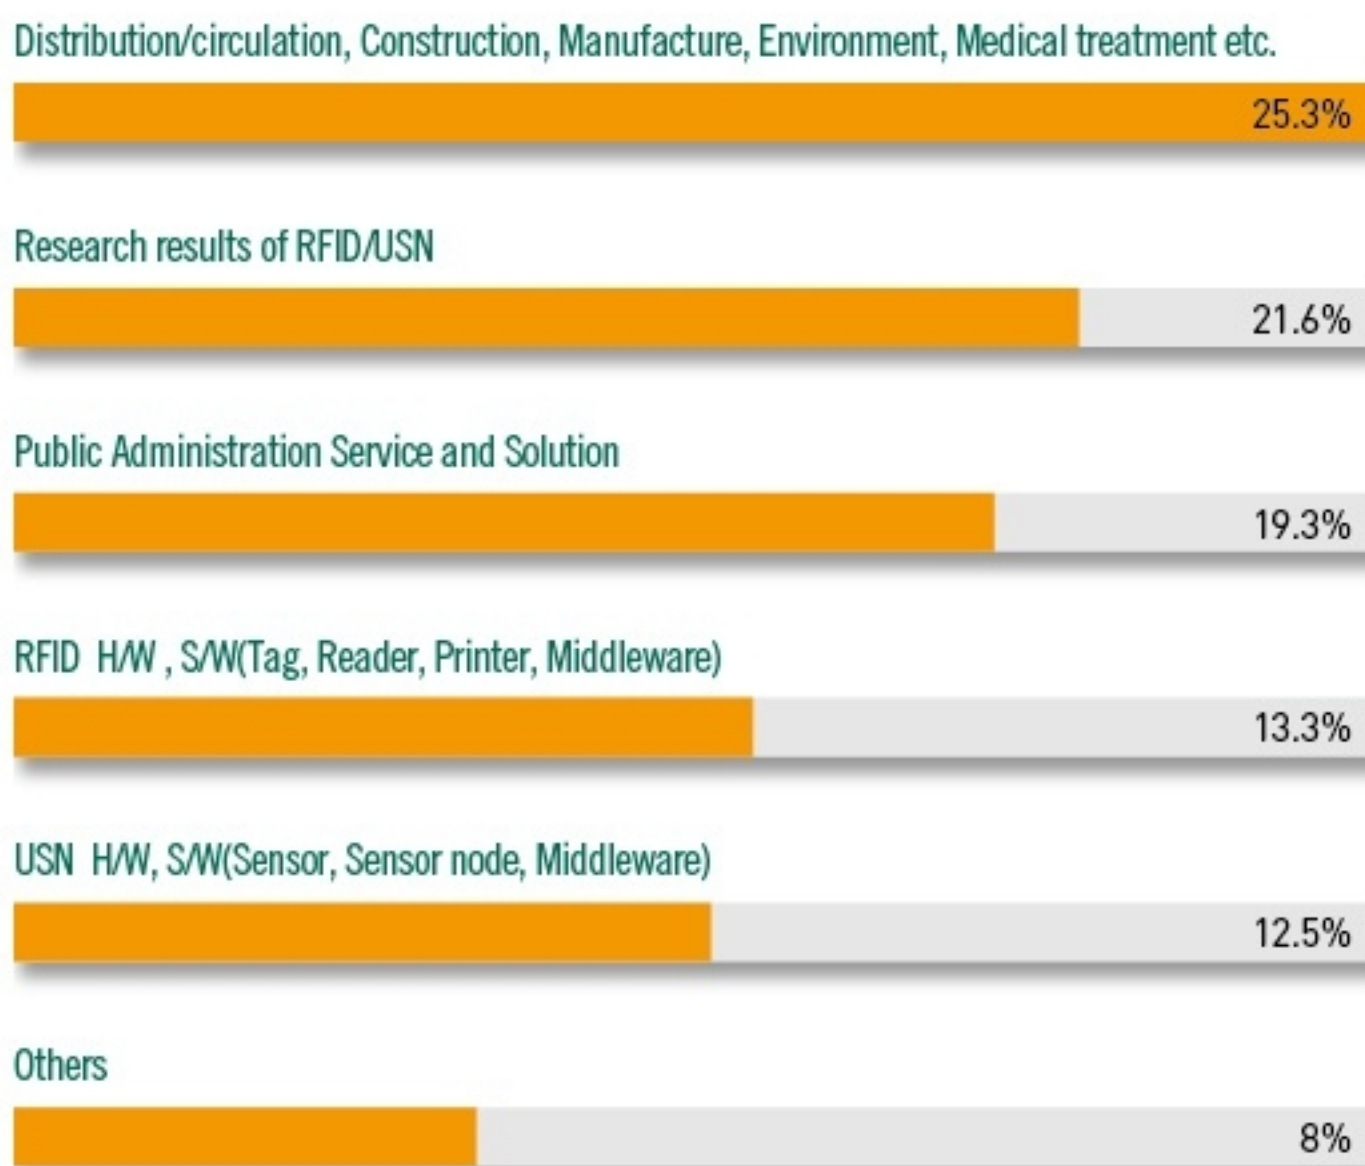 Distribution/circulation, Construction, Manufacture, Environment, Medical treatment etc.
25.3%
Research results of RFID/USN
21.6%
Public Administration Service and Solution
19.3%
RFID  H/W , S/W(Tag, Reader, Printer, Middleware)
13.3%
USN  H/W, S/W(Sensor, Sensor node, Middleware)
12.5%
Others
8%